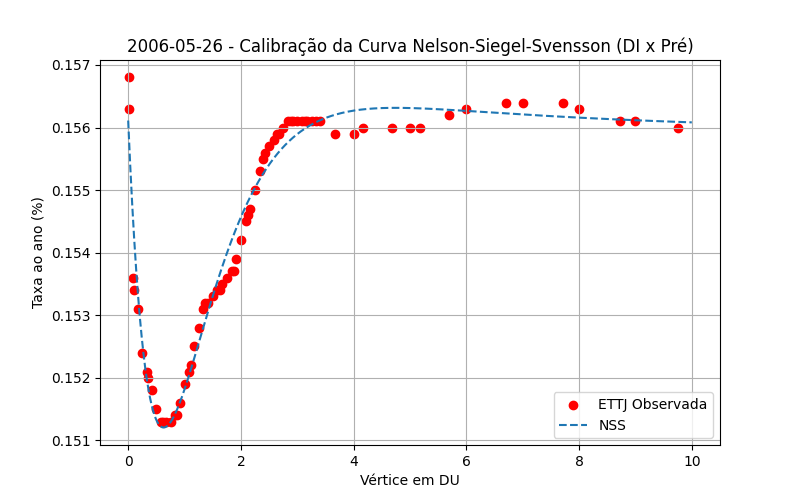 2006-05-26 - Calibração da Curva Nelson-Siegel-Svensson (DI x Pré)
0.157
0.156
0.155
0.154
0.153
0.152
0.151
Taxa ao ano (%)
0 2 4 6 8 10
Vértice em DU
ETTJ Observada
NSS